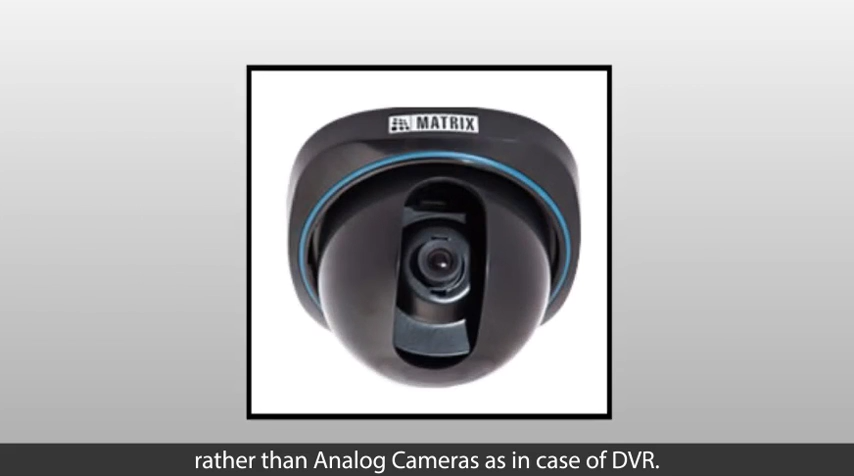 MATRIX
rather than Analog Cameras as in case of DVR.